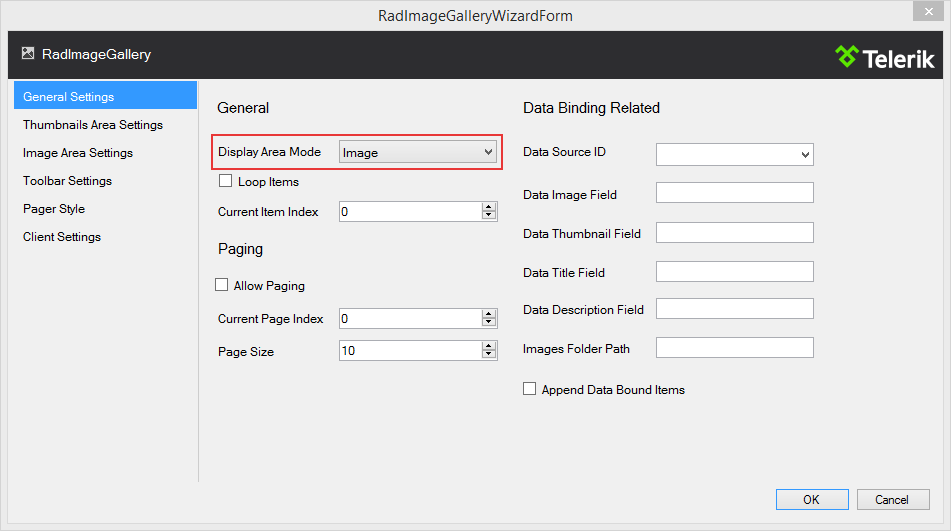 RadImageGalleryWizardForm
RadImageGallery
Telerik
General Settings
Thumbnails Area Settings
Image Area Settings
Toolbar Settings
Pager Style
Client Settings
General
Display Area Mode Image
Loop Items
Current Item Index 0
Paging
Allow Paging
Current Page Index 0
Page Size 10
Data Binding Related
Data Source ID
Data Image Field
Data Thumbnail Field
Data Title Field
Data Description Field
Images Folder Path
Append Data Bound Items
OK Cancel